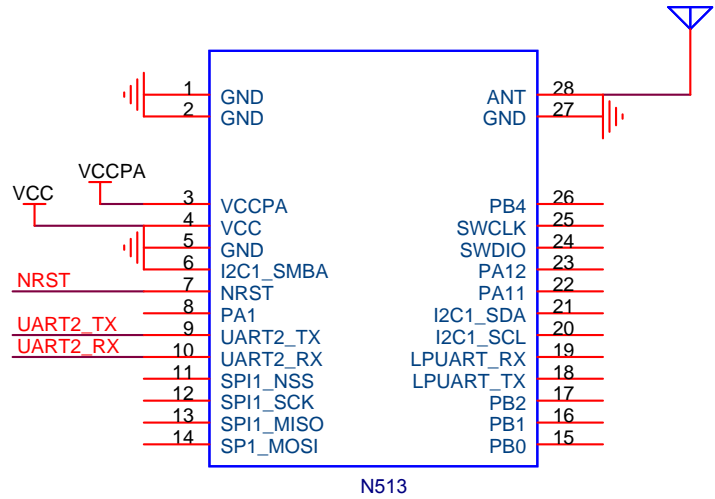 1 GND ANT 28
2 GND GND 27
VCCPA
VCC
3 VCCPA PB4 26
4 VCC SWCLK 25
5 GND SWDIO 24
6 I2C1_SMBA PA12 23
NRST 7 NRST PA11 22
8 PA1 I2C1_SDA 21
UART2_TX 9 UART2_TX I2C1_SCL 20
UART2_RX 10 UART2_RX LPUART_RX 19
11 SPI1_NSS LPUART_TX 18
12 SPI1_SCK PB2 17
13 SPI1_MISO PB1 16
14 SP1_MOSI PB0 15
N513